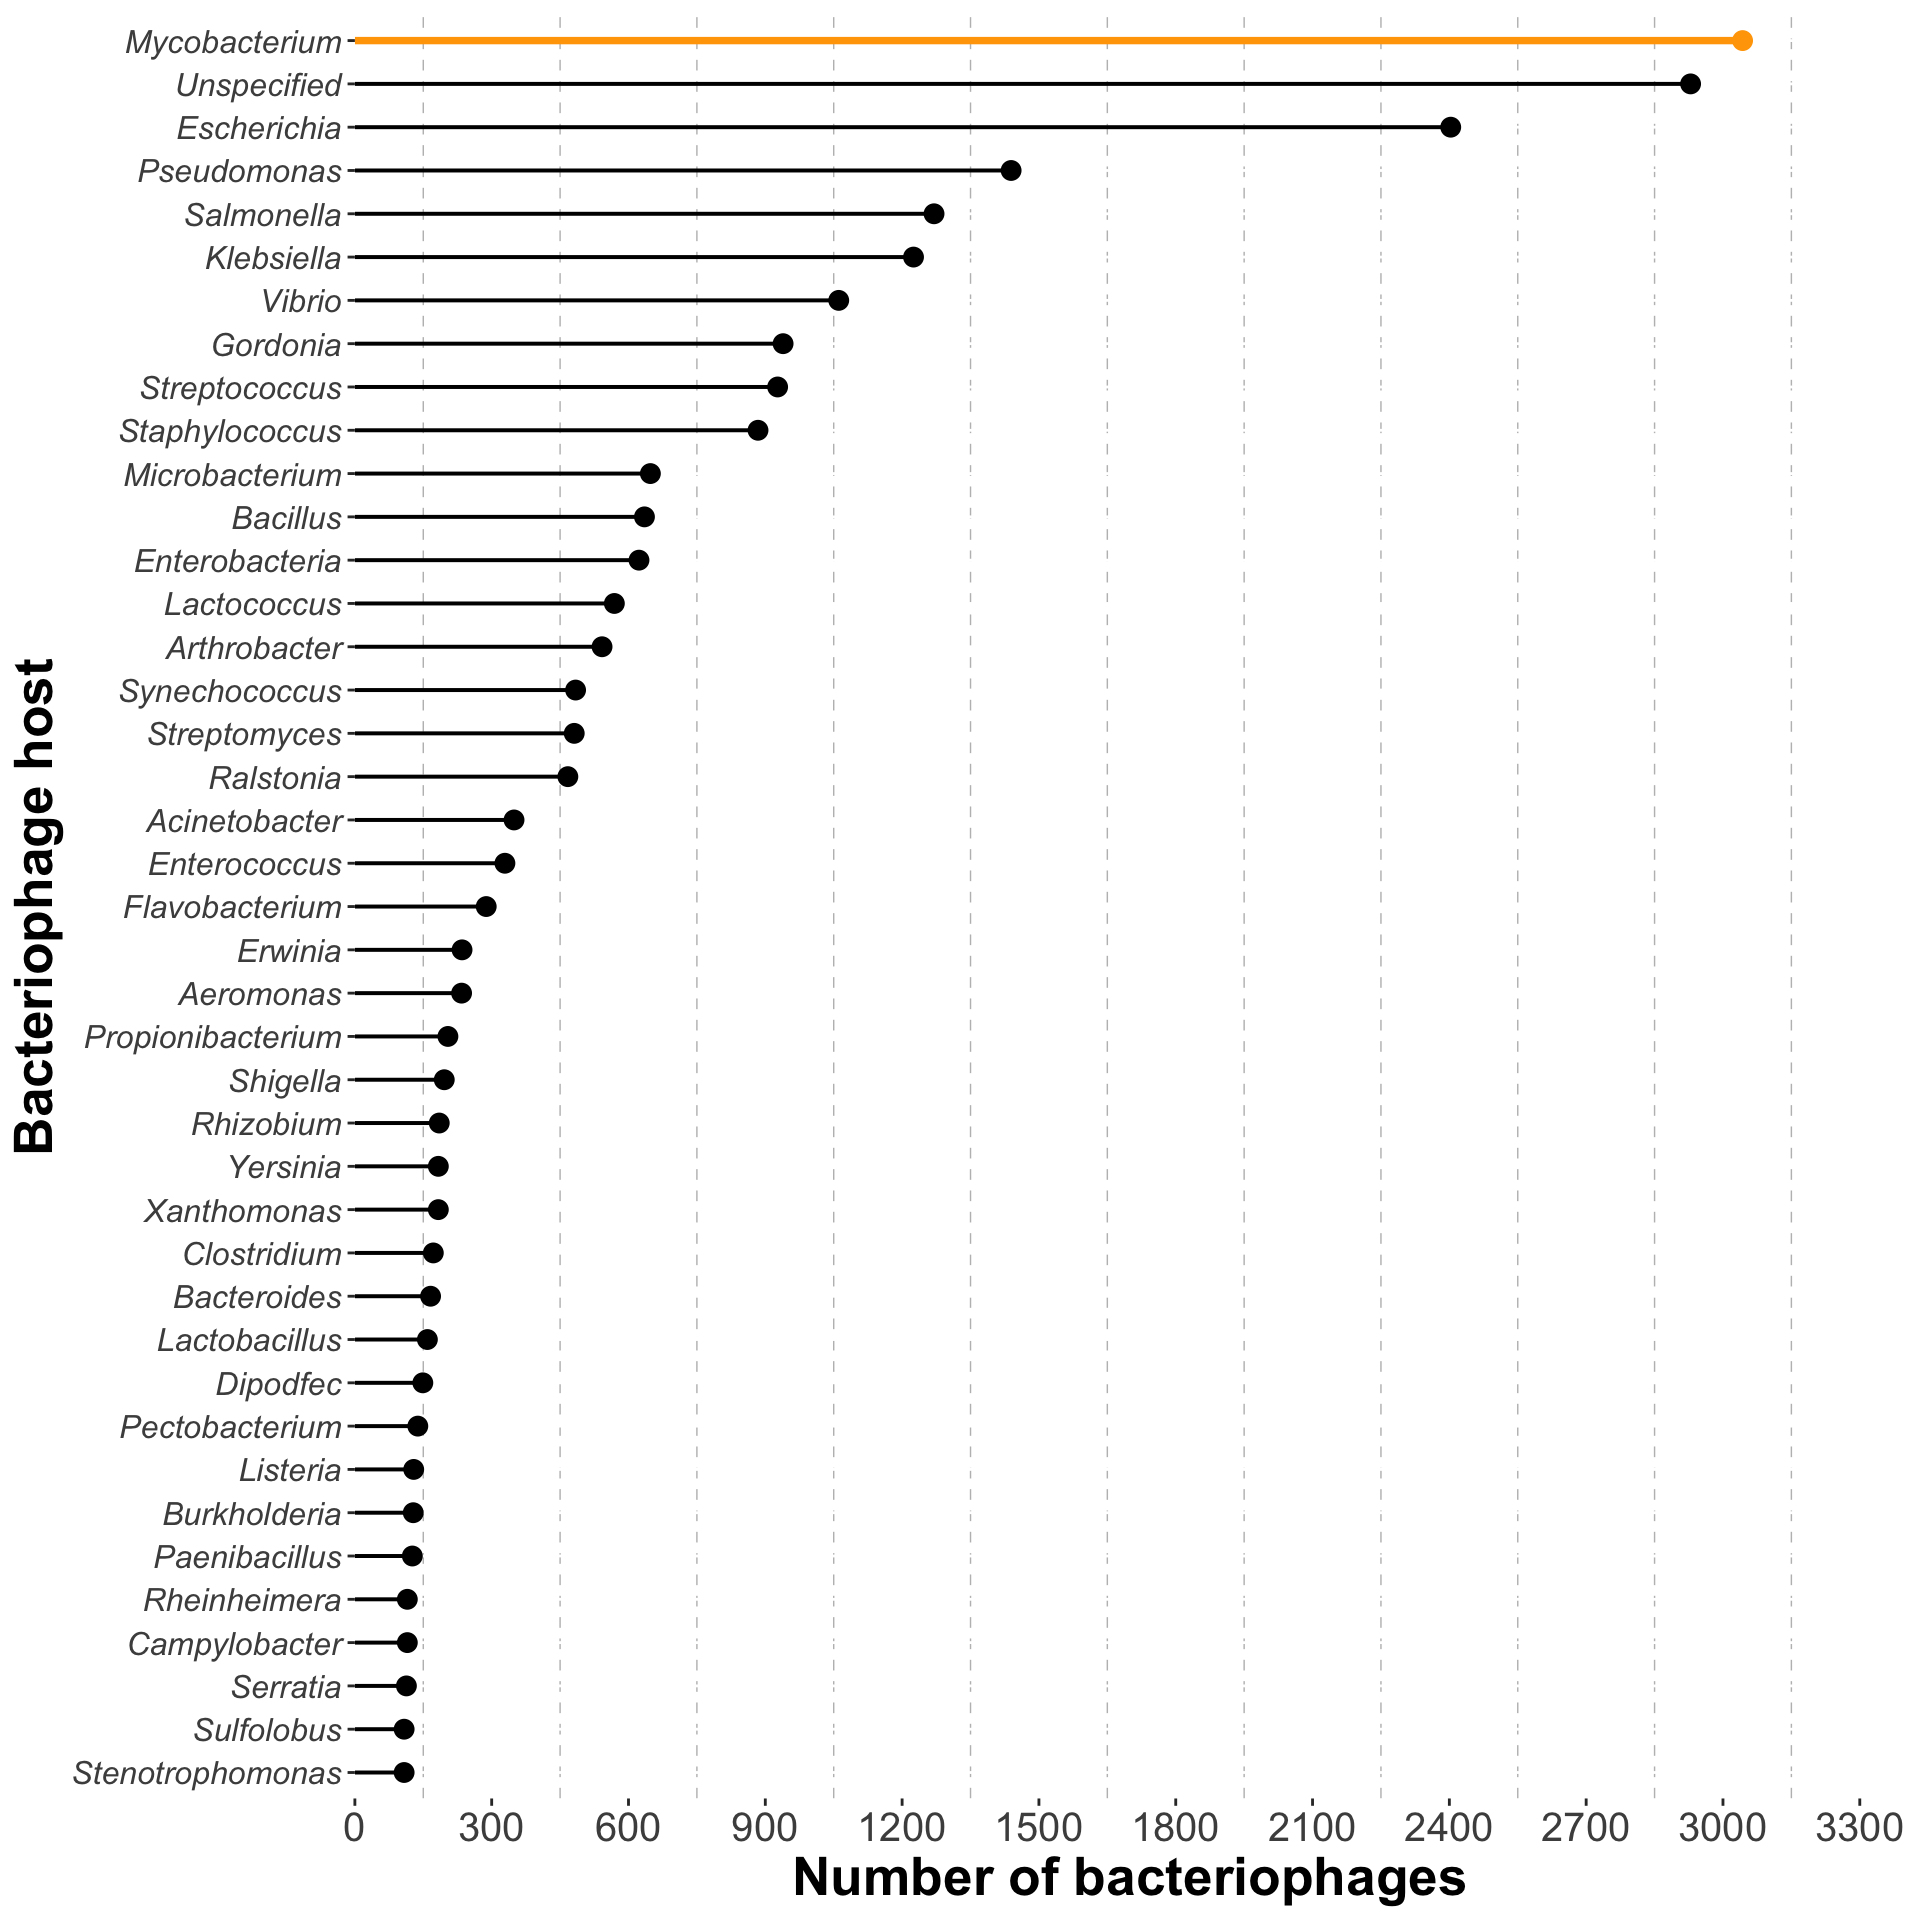 Mycobacterium
Unspecified
Escherichia
Pseudomonas
Salmonella
Klebsiella
Vibrio
Gordonia
Streptococcus
Staphylococcus
Microbacterium
Bacillus
Enterobacteria
Lactococcus
Arthrobacter
Synechococcus
Streptomyces
Ralstonia
Acinetobacter
Enterococcus
Flavobacterium
Erwinia
Aeromonas
Propionibacterium
Shigella
Rhizobium
Yersinia
Xanthomonas
Clostridium
Bacteroides
Lactobacillus
Dipodfec
Pectobacterium
Listeria
Burkholderia
Paenibacillus
Rheinheimera
Campylobacter
Serratia
Sulfolobus
Stenotrophomonas
Bacteriophage host
0 300 600 900 1200 1500 1800 2100 2400 2700 3000 3300
Number of bacteriophages